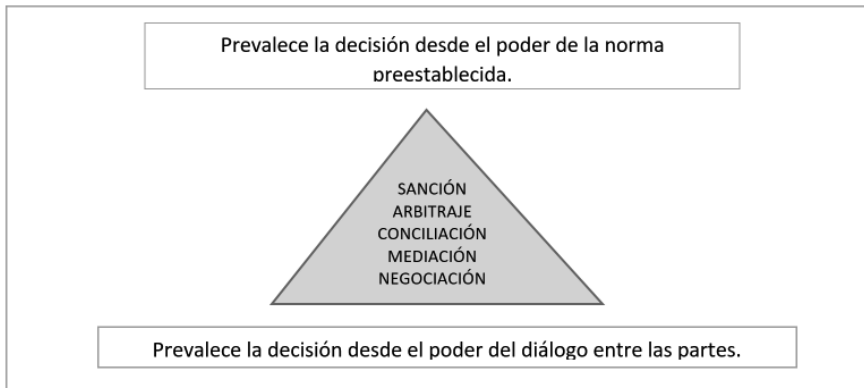 Prevalece la decisión desde el poder de la norma
preestablecida.
SANCIÓN
ARBITRAJE
CONCILIACIÓN
MEDIACIÓN
NEGOCIACIÓN
Prevalece la decisión desde el poder del diálogo entre las partes.